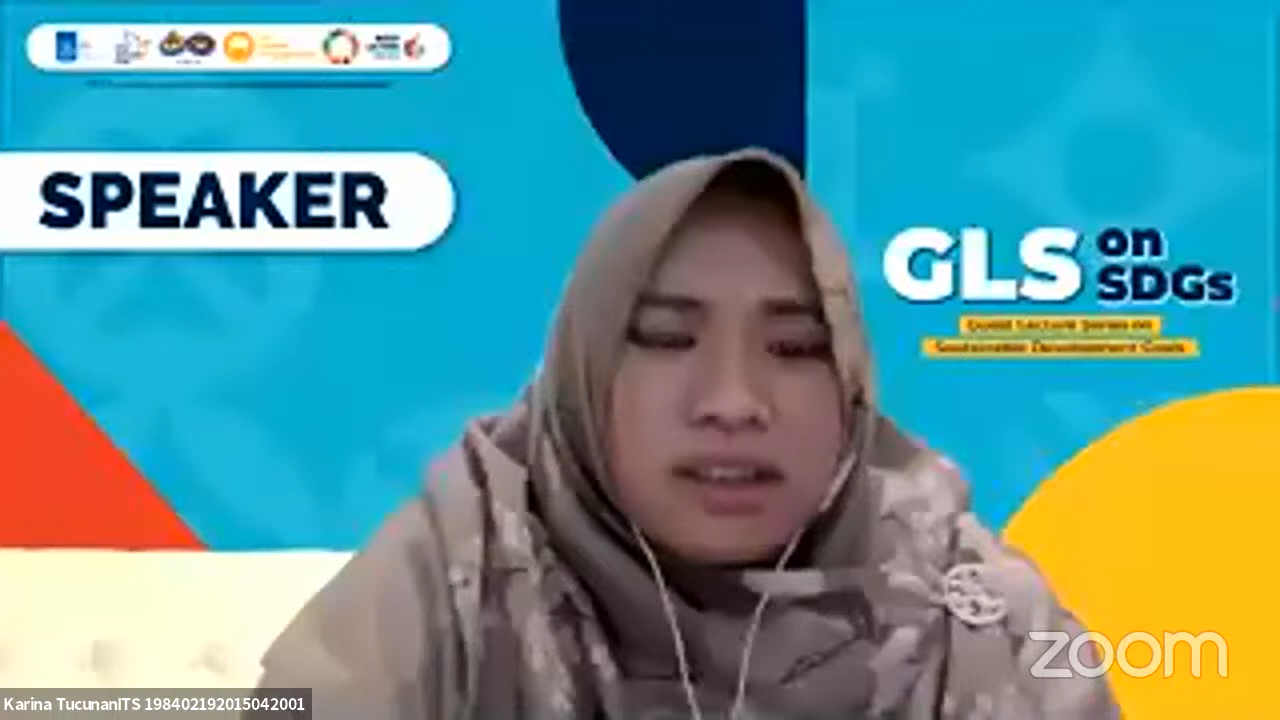 SPEAKER
GLS on
SDGs
Guest Lecture Series on
Sustainable Development Goals
zoom
Karina TucunanITS 198402192015042001